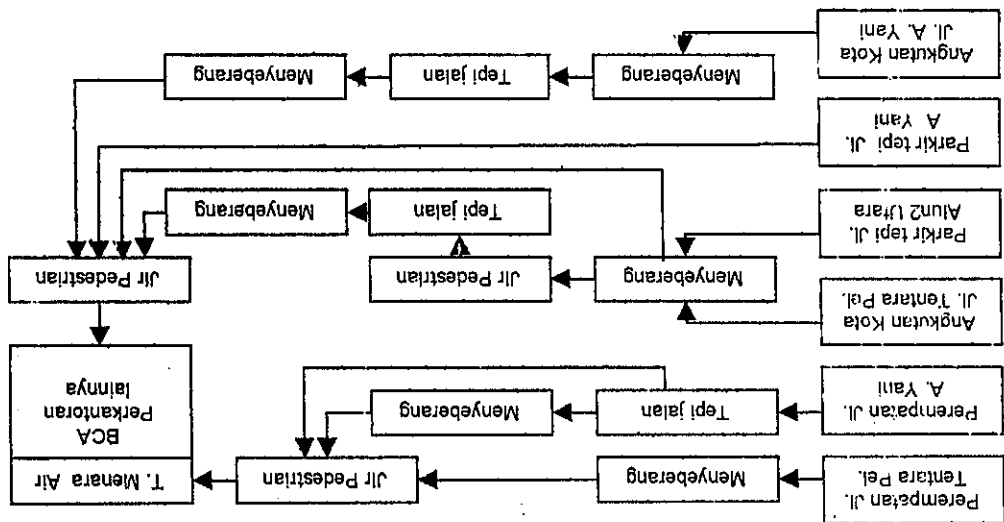 Perempatan Jl.
Tentara Pel.
Menyeberang
Jlr Pedestrian
T. Menara Air
Perempatan Jl.
A. Yani
Tepi jalan
Menyeberang
BCA
Perkantoran
lainnya
Angkutan Kota
Jl. Tentara Pel.
Menyeberang
Jlr Pedestrian
Jlr Pedestrian
Parkir tepi Jl.
Alun2 Utara
Tepi jalan
Menyeberang
Parkir tepi Jl.
A Yani
Angkutan Kota
Jl. A. Yani
Menyeberang
Tepi jalan
Menyeberang